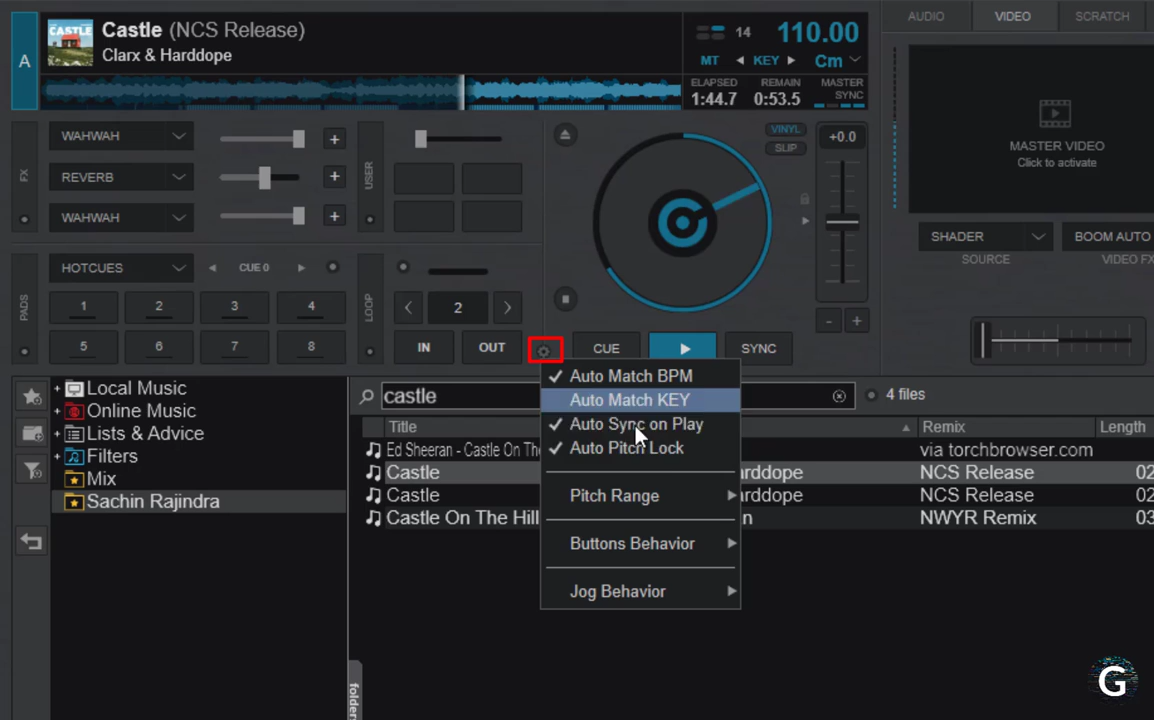 A
CASTLE
Castle (NCS Release)
Clarx & Harddope
14
110.00
MT
KEY
Cm
ELAPSED
1:44.7
REMAIN
0:53.5
MASTER
SYNC
AUDIO
VIDEO
SCRATCH
FX
WAHWAH
+
REVERB
+
WAHWAH
+
USER
VINYL
SLIP
+0.0
-
+
MASTER VIDEO
Click to activate
SHADER
SOURCE
BOOM AUTO
VIDEO FX
PADS
HOTCUES
CUE 0
1
2
3
4
5
6
7
8
LOOP
2
IN
OUT
CUE
SYNC
Auto Match BPM
Auto Match KEY
Auto Sync on Play
Auto Pitch Lock
Pitch Range
Buttons Behavior
Jog Behavior
+ Local Music
+ Online Music
+ Lists & Advice
+ Filters
Mix
Sachin Rajindra
castle
4 files
Title
Remix
Length
Ed Sheeran - Castle On The
via torchbrowser.com
Castle
arddope
NCS Release
02
Castle
arddope
NCS Release
02
Castle On The Hill
n
NWYR Remix
03
folders
G